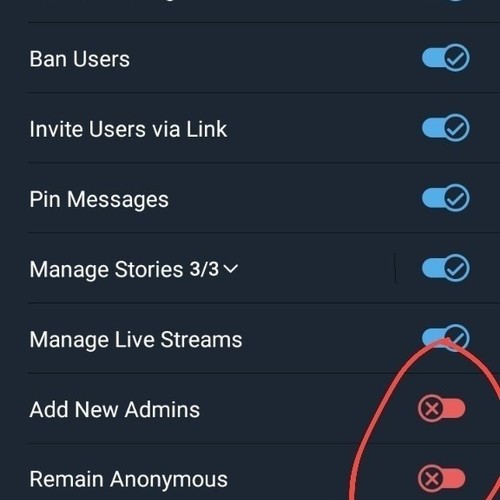 Ban Users
Invite Users via Link
Pin Messages
Manage Stories 3/3
Manage Live Streams
Add New Admins
Remain Anonymous